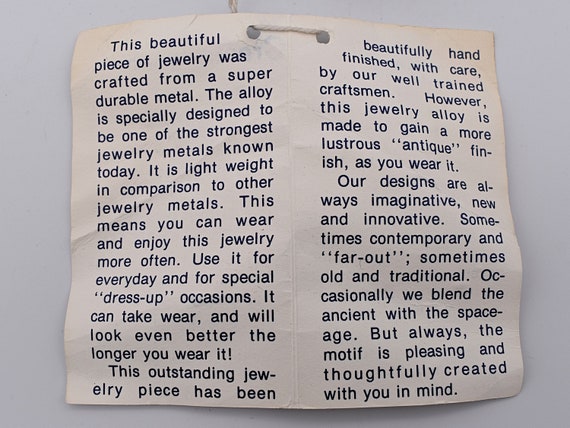 This beautiful
piece of jewelry was
crafted from a super
durable metal. The alloy
is specially designed to
be one of the strongest
jewelry metals known
today. It is light weight
in comparison to other
jewelry metals. This
means you can wear
and enjoy this jewelry
more often. Use it for
everyday and for special
"dress-up" occasions. It
can take wear, and will
look even better the
longer you wear it!
This outstanding jew-
elry piece has been
beautifully hand
finished, with care,
by our well trained
craftsmen. However,
this jewelry alloy is
made to gain a more
lustrous "antique" fin-
ish, as you wear it.
Our designs are al-
ways imaginative, new
and innovative. Some-
times contemporary and
"far-out"; sometimes
old and traditional. Oc-
casionally we blend the
ancient with the space-
age. But always, the
motif is pleasing and
thoughtfully created
with you in mind.